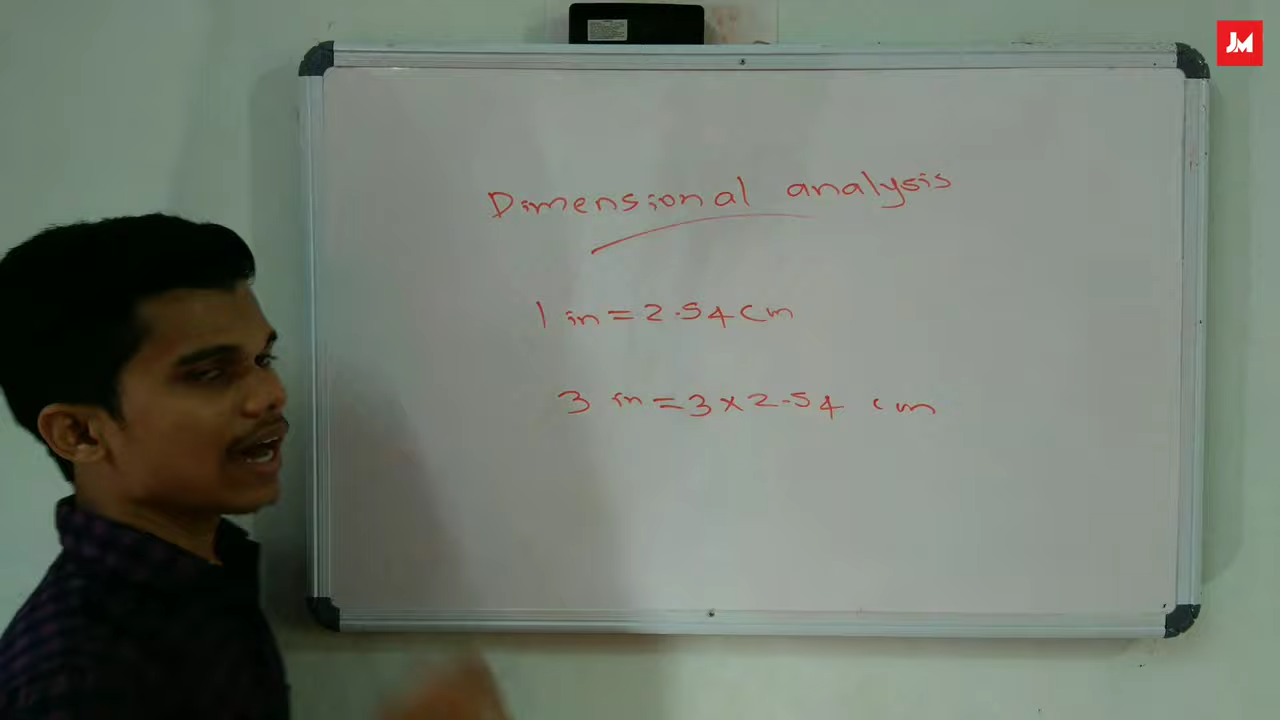 JM
Dimensional analysis
1 in = 2.54 cm
3 in = 3 x 2.54 cm